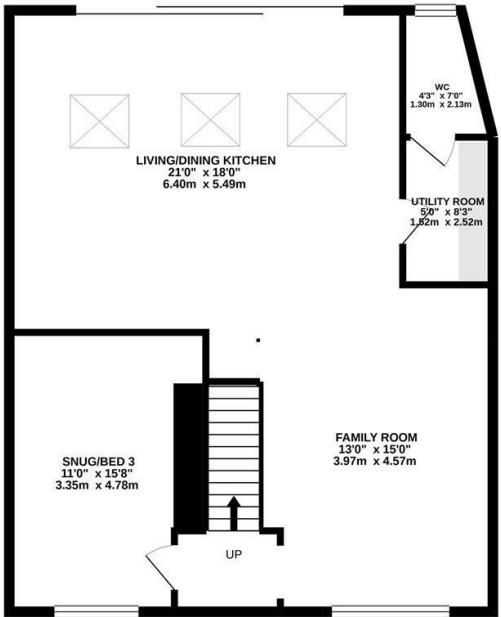 WC
4'3" x 7'0"
1.30m x 2.13m
LIVING/DINING KITCHEN
21'0" x 18'0"
6.40m x 5.49m
UTILITY ROOM
5'0" x 8'3"
1.52m x 2.52m
FAMILY ROOM
13'0" x 15'0"
3.97m x 4.57m
SNUG/BED 3
11'0" x 15'8"
3.35m x 4.78m
UP